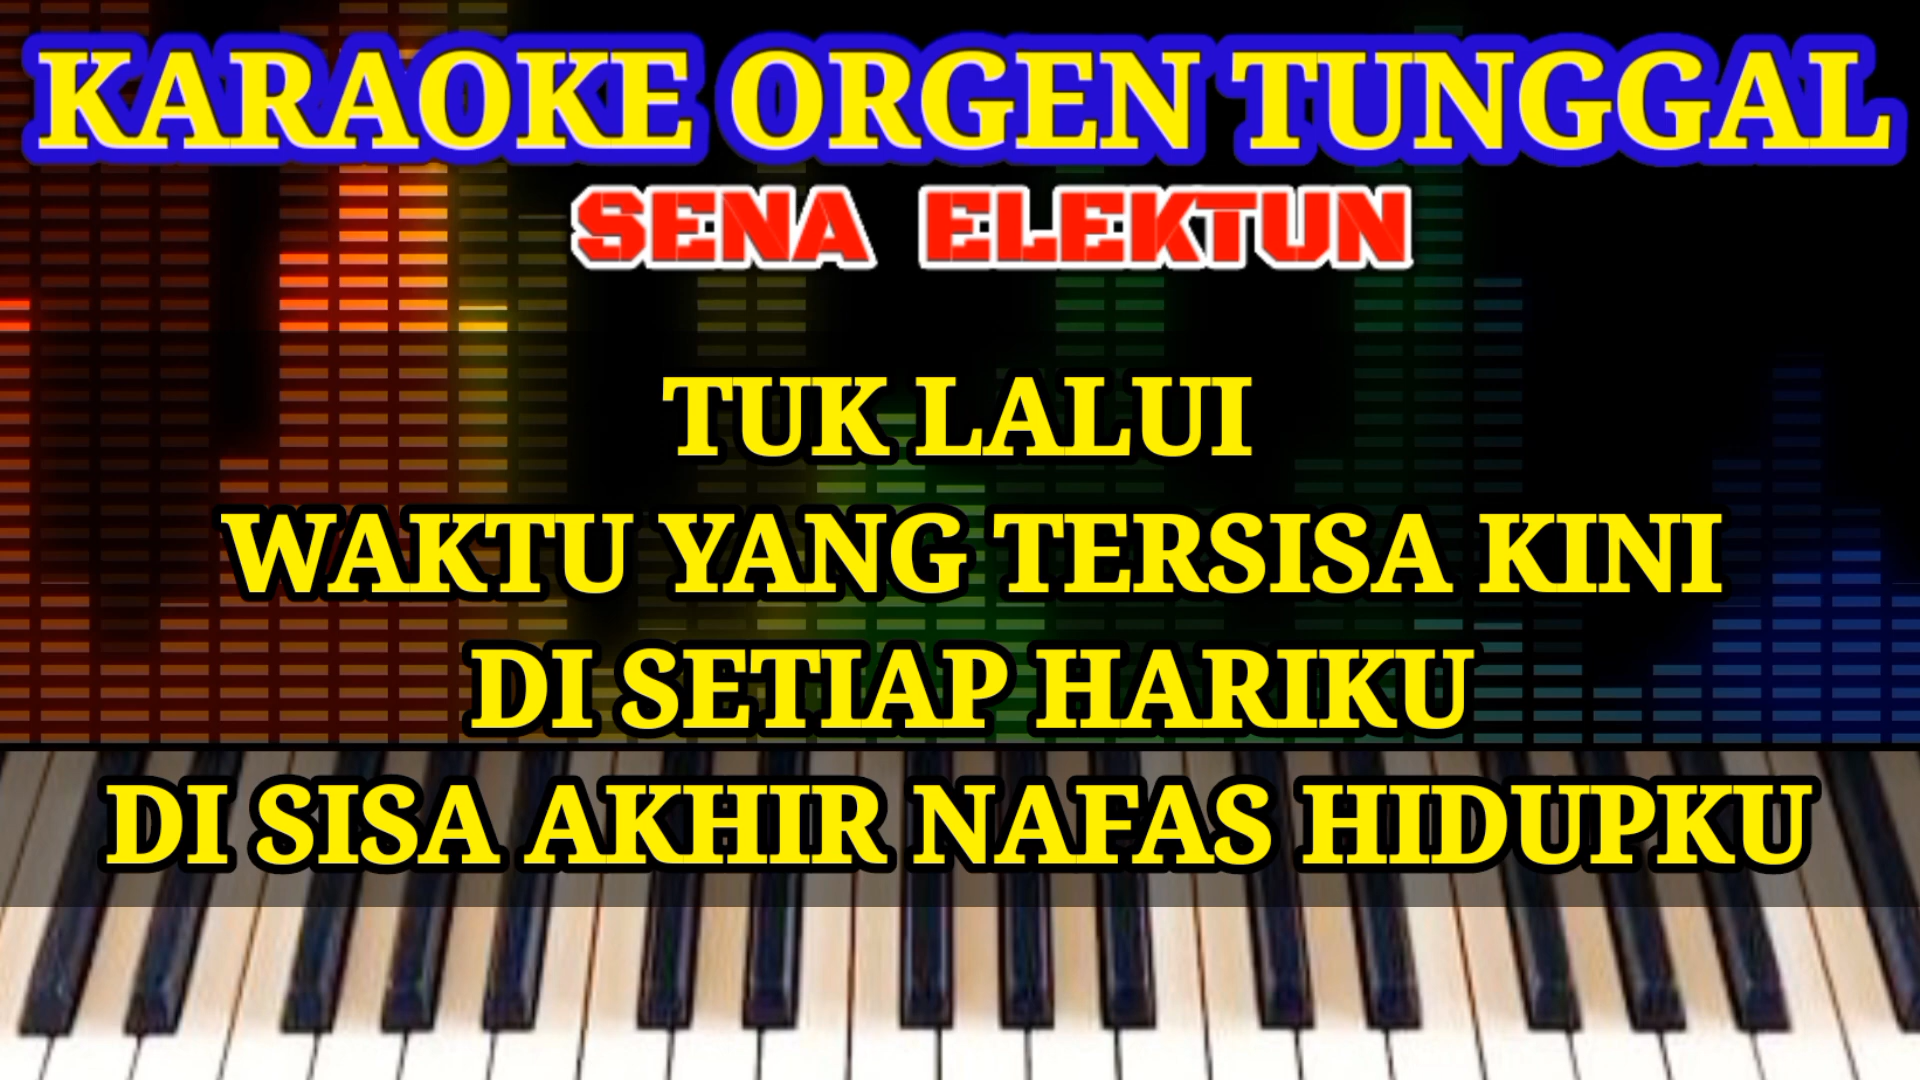 KARAOKE ORGEN TUNGGAL
SENA ELEKTUN
TUK LALUI
WAKTU YANG TERSISA KINI
DI SETIAP HARIKU
DI SISA AKHIR NAFAS HIDUPKU